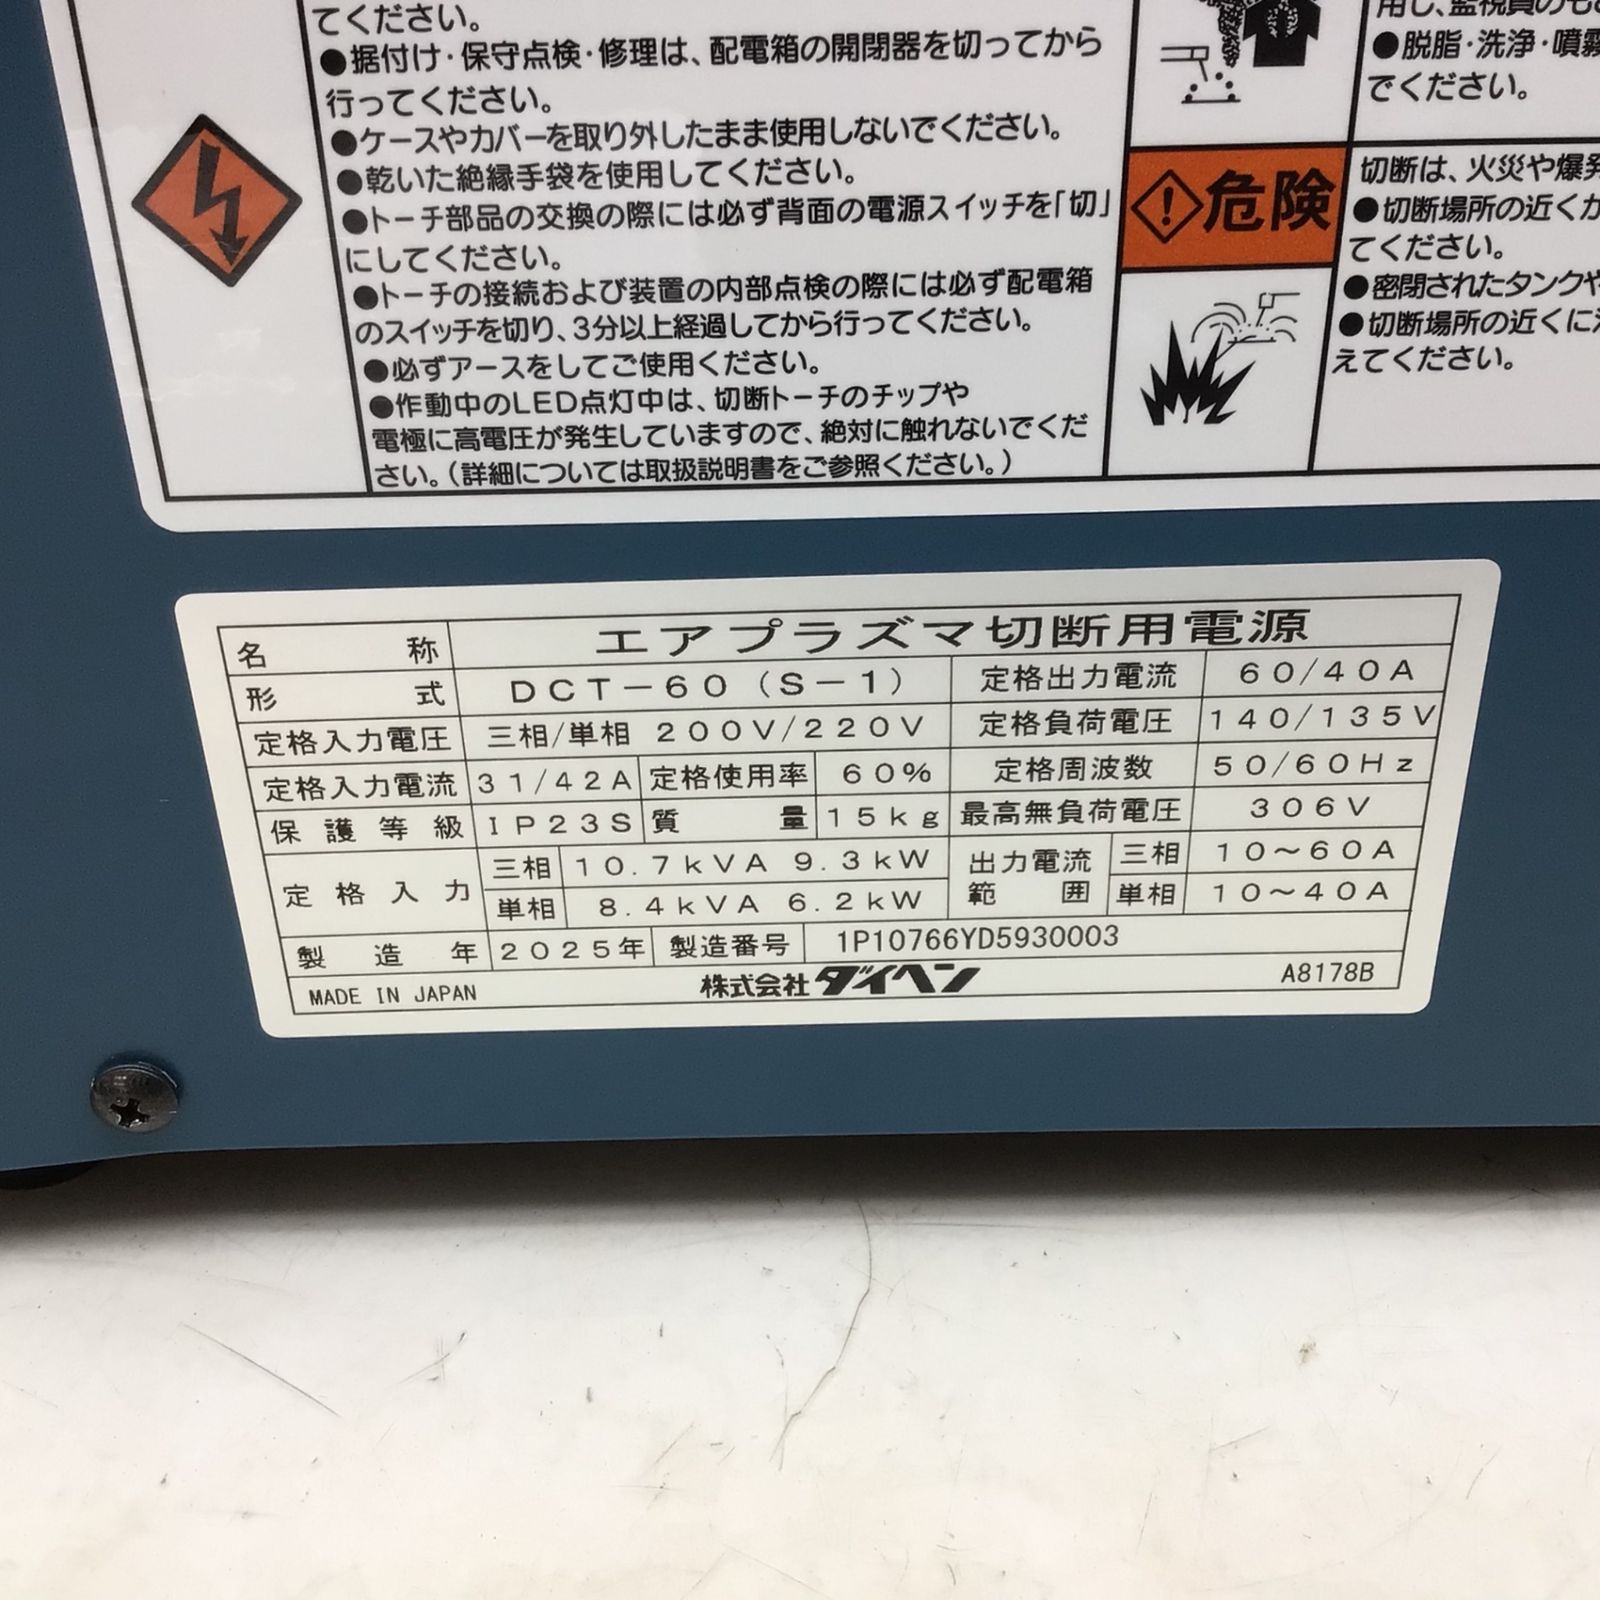 てください。
●据付け・保守点検・修理は、配電箱の開閉器を切ってから
行ってください。
●ケースやカバーを取り外したまま使用しないでください。
●乾いた絶縁手袋を使用してください。
●トーチ部品の交換の際には必ず背面の電源スイッチを「切」
にしてください。
●トーチの接続および装置の内部点検の際には必ず配電箱
のスイッチを切り、3分以上経過してから行ってください。
●必ずアースをしてご使用ください。
●作動中のLED点灯中は、切断トーチのチップや
電極に高電圧が発生していますので、絶対に触れないでくだ
さい。(詳細については取扱説明書をご参照ください。)
用し、監視員のも
●脱脂・洗浄・噴霧
でください。
危険
切断は、火災や爆発
●切断場所の近くか
てください。
●密閉されたタンクや
●切断場所の近くに
えてください。
名称 エアプラズマ切断用電源
形式 DCT-60(S-1) 定格出力電流 60/40A
定格入力電圧 三相/単相 200V/220V 定格負荷電圧 140/135V
定格入力電流 31/42A 定格使用率 60% 定格周波数 50/60Hz
保護等級 IP23S 質量 15kg 最高無負荷電圧 306V
定格入力 三相 10.7kVA 9.3kW 出力電流範囲 三相 10～60A
単相 8.4kVA 6.2kW 単相 10～40A
製造年 2025年 製造番号 1P10766YD5930003
MADE IN JAPAN 株式会社ダイヘン A8178B